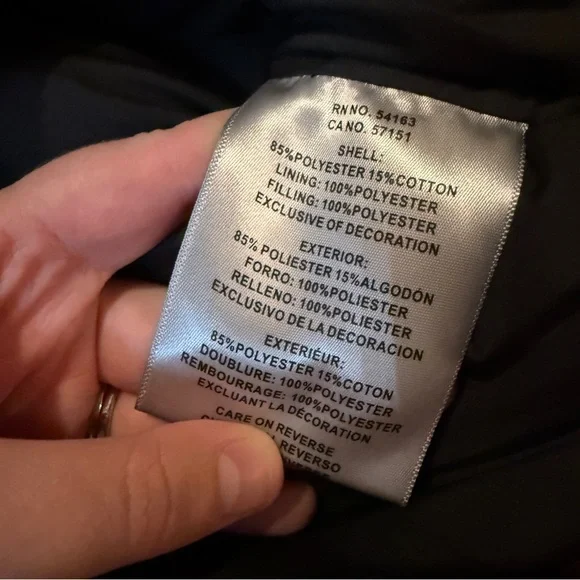 RN NO. 54163
CA NO. 57151
SHELL:
85%POLYESTER 15%COTTON
LINING: 100%POLYESTER
FILLING: 100%POLYESTER
EXCLUSIVE OF DECORATION
EXTERIOR:
85% POLIESTER 15%ALGODÓN
FORRO: 100%POLIESTER
RELLENO: 100%POLIESTER
EXCLUSIVO DE LA DECORACION
EXTERIEUR:
85%POLYESTER 15%COTON
DOUBLURE: 100%POLYESTER
REMBOURRAGE: 100%POLYESTER
EXCLUANT LA DÉCORATION
CARE ON REVERSE
REVERSO